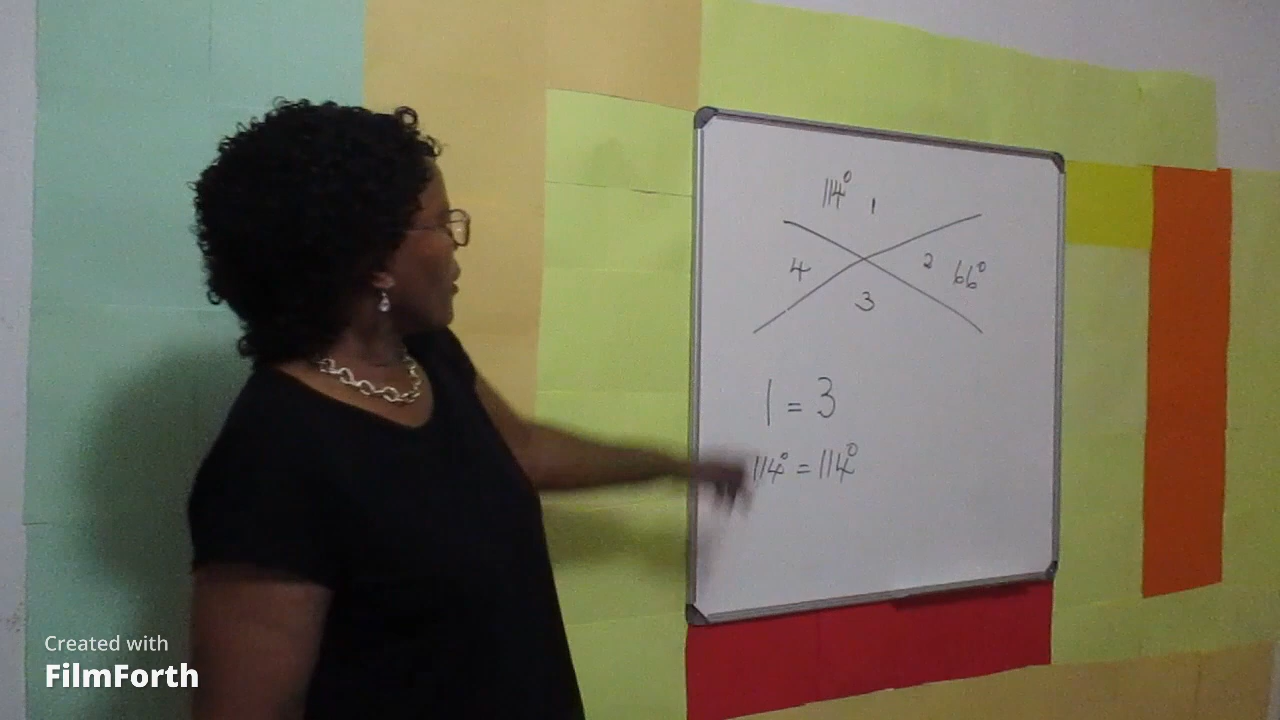 114° 1
4 2 66°
3
1 = 3
114° = 114°
Created with
FilmForth